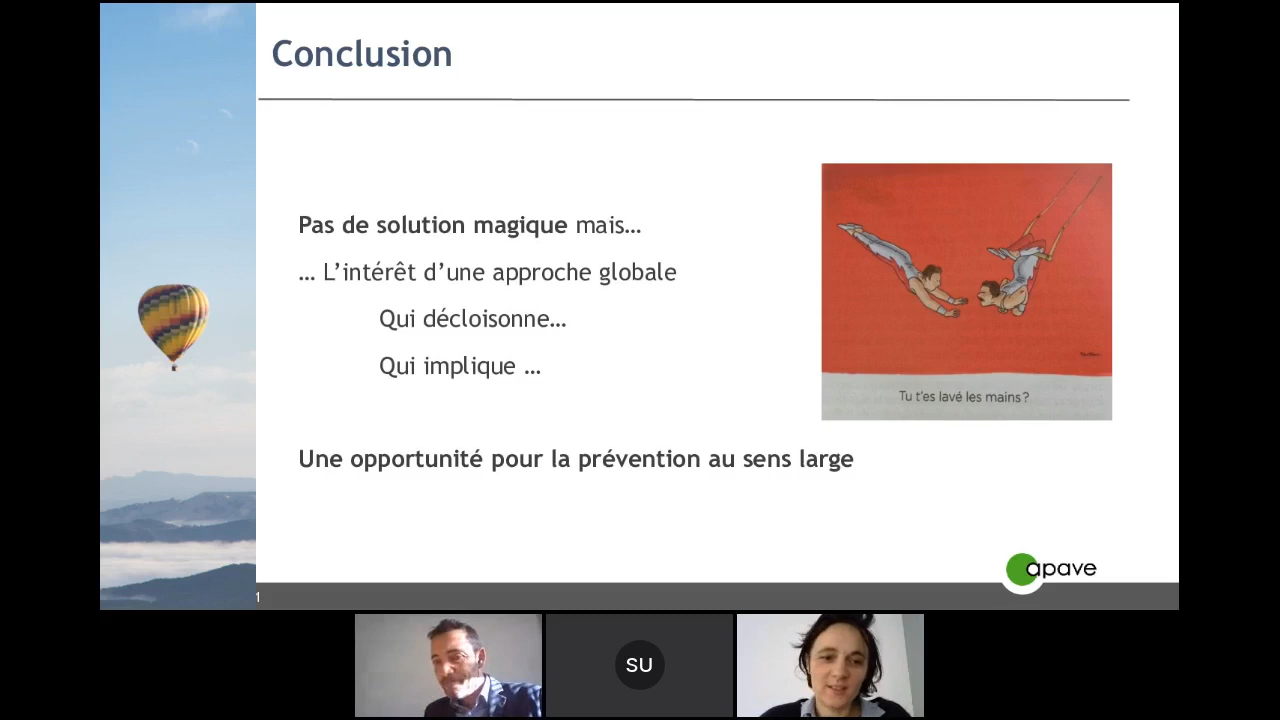 Conclusion
Pas de solution magique mais…
… L’intérêt d’une approche globale
Qui décloisonne…
Qui implique …
Tu t'es lavé les mains ?
Une opportunité pour la prévention au sens large
apave
1
SU